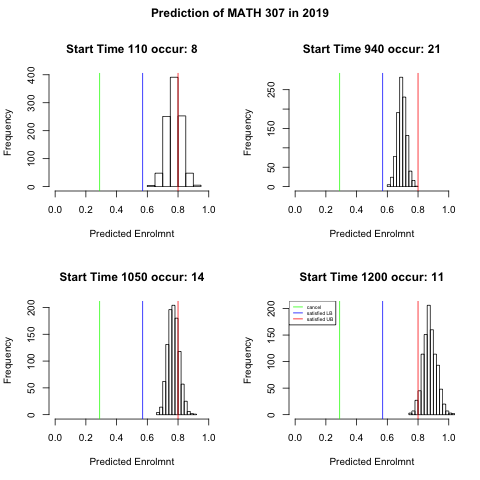 Prediction of MATH 307 in 2019
Start Time 110 occur: 8
Frequency
0 100 200 300 400
0.0 0.2 0.4 0.6 0.8 1.0
Predicted Enrolmnt
Start Time 940 occur: 21
Frequency
0 50 150 250
0.0 0.2 0.4 0.6 0.8 1.0
Predicted Enrolmnt
Start Time 1050 occur: 14
Frequency
0 50 100 150 200
0.0 0.2 0.4 0.6 0.8 1.0
Predicted Enrolmnt
Start Time 1200 occur: 11
cancel
satisfied LB
satisfied UB
Frequency
0 50 100 150 200
0.0 0.2 0.4 0.6 0.8 1.0
Predicted Enrolmnt